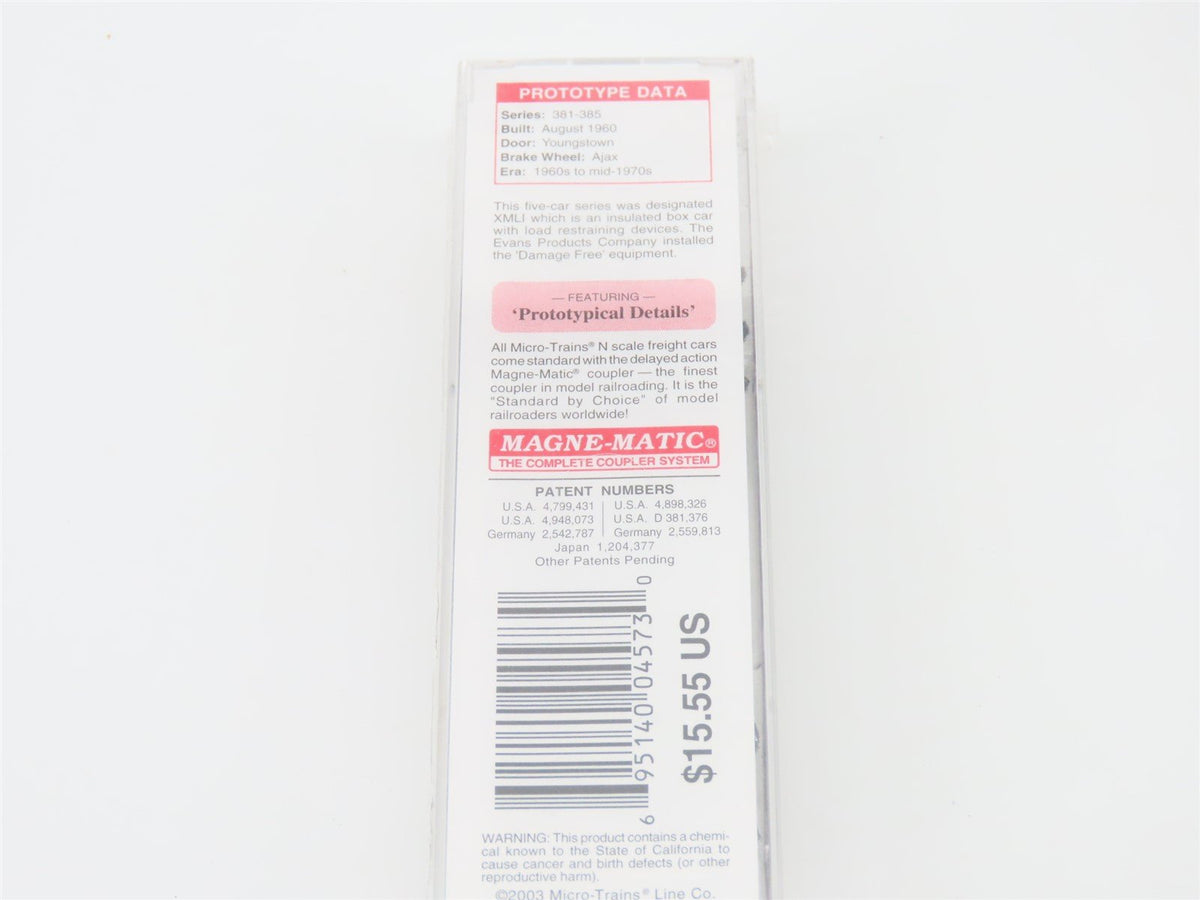 PROTOTYPE DATA
Series: 381-385
Built: August 1960
Door: Youngstown
Brake Wheel: Ajax
Era: 1960s to mid-1970s
This five-car series was designated
XMLI which is an insulated box car
with load restraining devices. The
Evans Products Company installed
the 'Damage Free' equipment.
— FEATURING —
‘Prototypical Details’
All Micro-Trains® N scale freight cars
come standard with the delayed action
Magne-Matic® coupler — the finest
coupler in model railroading. It is the
"Standard by Choice" of model
railroaders worldwide!
MAGNE-MATIC®
THE COMPLETE COUPLER SYSTEM
PATENT NUMBERS
U.S.A. 4,799,431 U.S.A. 4,898,326
U.S.A. 4,948,073 U.S.A. D 381,376
Germany 2,542,787 Germany 2,559,813
Japan 1,204,377
Other Patents Pending
6 95140 04573 0
$15.55 US
WARNING: This product contains a chemi-
cal known to the State of California to
cause cancer and birth defects (or other
reproductive harm).
©2003 Micro-Trains® Line Co.